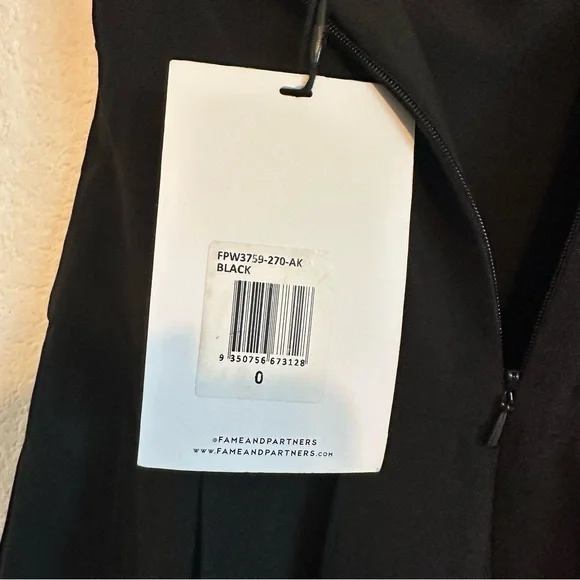 FPW3759-270-AK
BLACK
9 350756 673128
0
@FAMEANDPARTNERS
WWW.FAMEANDPARTNERS.COM